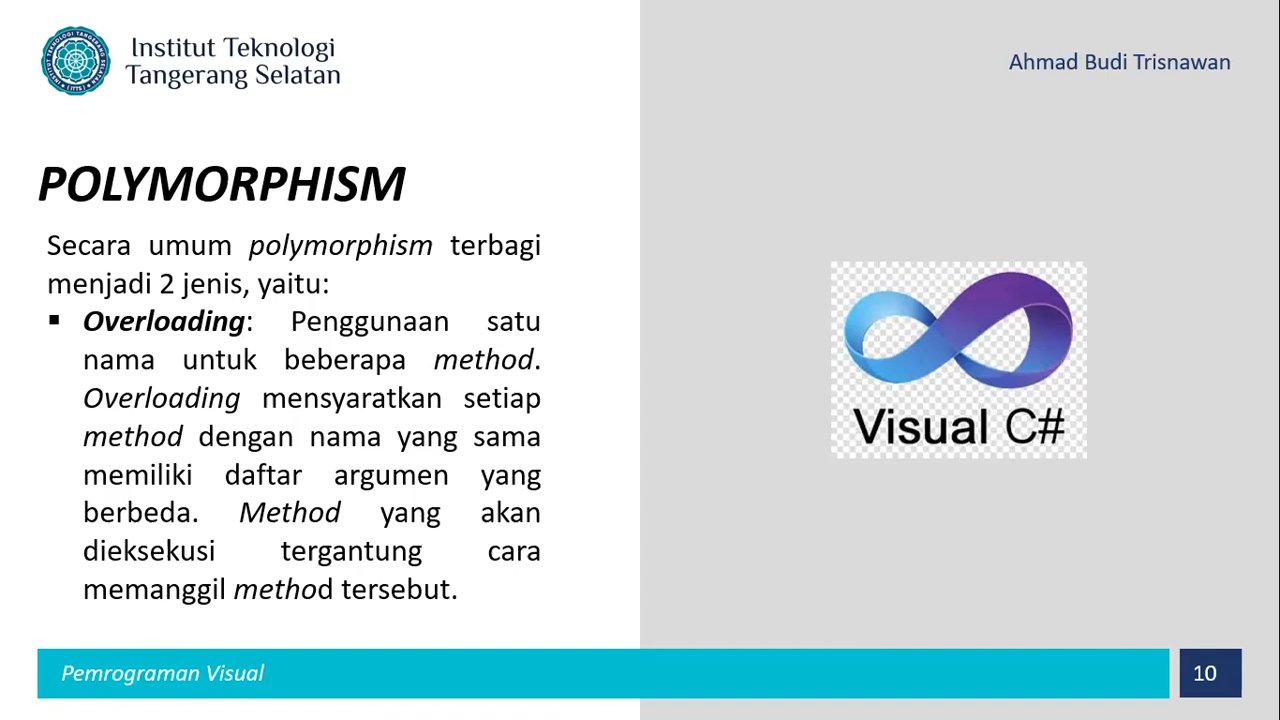 Institut Teknologi
Tangerang Selatan
Ahmad Budi Trisnawan
POLYMORPHISM
Secara umum polymorphism terbagi
menjadi 2 jenis, yaitu:
▪ Overloading: Penggunaan satu
nama untuk beberapa method.
Overloading mensyaratkan setiap
method dengan nama yang sama
memiliki daftar argumen yang
berbeda. Method yang akan
dieksekusi tergantung cara
memanggil method tersebut.
Visual C#
Pemrograman Visual
10